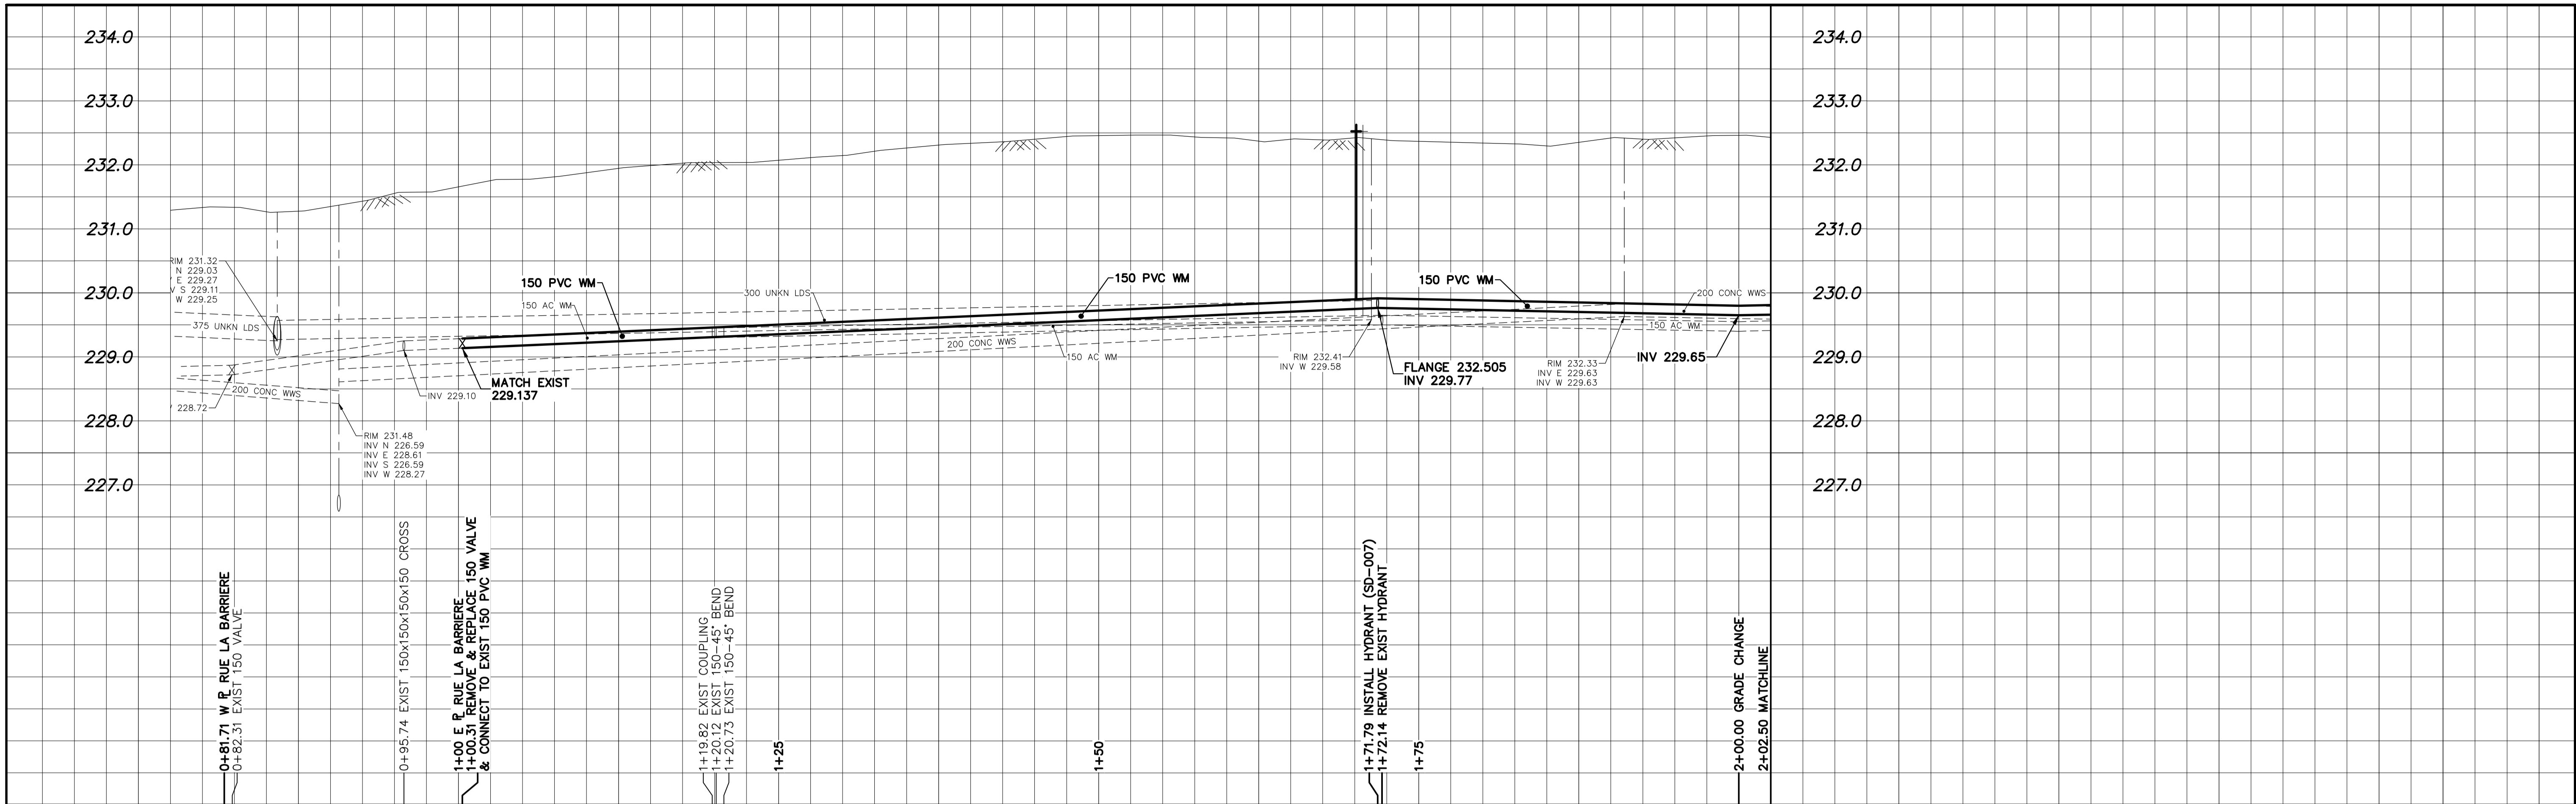 234.0
233.0
232.0
231.0
230.0
229.0
228.0
227.0
RIM 231.32
N 229.03
E 229.27
S 229.11
W 229.25
375 UNKN LDS
228.72
200 CONC WWS
RIM 231.48
INV N 226.59
INV E 228.61
INV S 226.59
INV W 228.27
INV 229.10
MATCH EXIST
229.137
150 PVC WM
150 AC WM
300 UNKN LDS
200 CONC WWS
150 AC WM
150 PVC WM
RIM 232.41
INV W 229.58
FLANGE 232.505
INV 229.77
150 PVC WM
RIM 232.33
INV E 229.63
INV W 229.63
INV 229.65
200 CONC WWS
150 AC WM
234.0
233.0
232.0
231.0
230.0
229.0
228.0
227.0
0+81.71 W PL RUE LA BARRIERE
0+82.31 EXIST 150 VALVE
0+95.74 EXIST 150x150x150x150 CROSS
1+00 E PL RUE LA BARRIERE
1+00.31 REMOVE & REPLACE 150 VALVE
& CONNECT TO EXIST 150 PVC WM
1+19.82 EXIST COUPLING
1+20.12 EXIST 150-45° BEND
1+20.73 EXIST 150-45° BEND
1+25
1+50
1+71.79 INSTALL HYDRANT (SD-007)
1+72.14 REMOVE EXIST HYDRANT
1+75
2+00.00 GRADE CHANGE
2+02.50 MATCHLINE